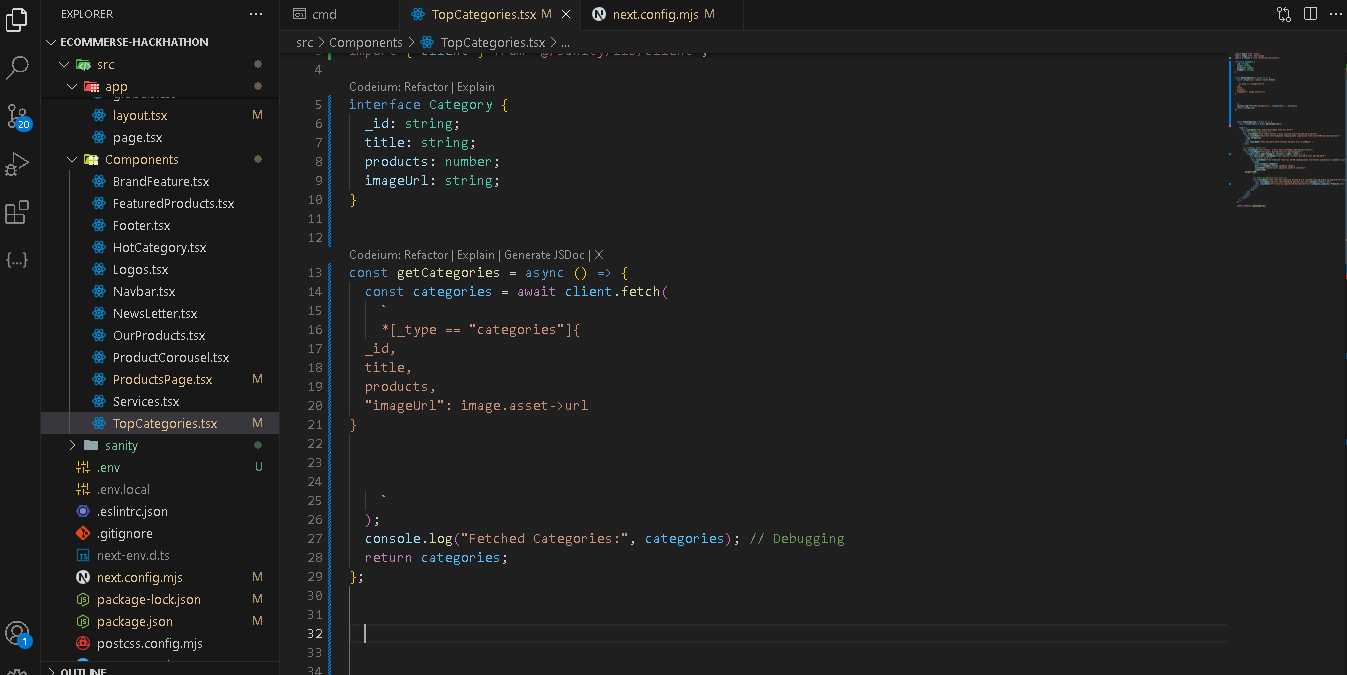 EXPLORER
ECOMMERSE-HACKHATHON
src
app
layout.tsx M
page.tsx
Components
BrandFeature.tsx
FeaturedProducts.tsx
Footer.tsx
HotCategory.tsx
Logos.tsx
Navbar.tsx
NewsLetter.tsx
OurProducts.tsx
ProductCorousel.tsx
ProductsPage.tsx M
Services.tsx
TopCategories.tsx M
sanity
.env U
.env.local
.eslintrc.json
.gitignore
next-env.d.ts
next.config.mjs M
package-lock.json M
package.json M
postcss.config.mjs
OUTLINE
20
1
cmd
TopCategories.tsx M
next.config.mjs M
src > Components > TopCategories.tsx > ...
4
Codeium: Refactor | Explain
5 interface Category {
6 _id: string;
7 title: string;
8 products: number;
9 imageUrl: string;
10 }
11
12
Codeium: Refactor | Explain | Generate JSDoc | X
13 const getCategories = async () => {
14 const categories = await client.fetch(
15 `
16 *[_type == "categories"]{
17 _id,
18 title,
19 products,
20 "imageUrl": image.asset->url
21 }
22
23
24
25 `
26 );
27 console.log("Fetched Categories:", categories); // Debugging
28 return categories;
29 };
30
31
32
33
34